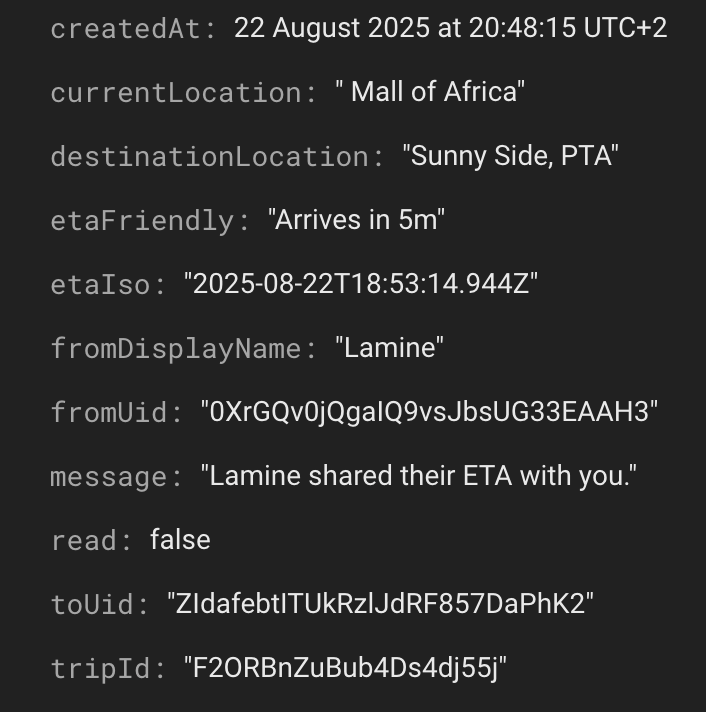 createdAt: 22 August 2025 at 20:48:15 UTC+2
currentLocation: " Mall of Africa"
destinationLocation: "Sunny Side, PTA"
etaFriendly: "Arrives in 5m"
etaIso: "2025-08-22T18:53:14.944Z"
fromDisplayName: "Lamine"
fromUid: "0XrGQv0jQgaIQ9vsJbsUG33EAAH3"
message: "Lamine shared their ETA with you."
read: false
toUid: "ZIdafebtITUkRzlJdRF857DaPhK2"
tripId: "F2ORBnZuBub4Ds4dj55j"